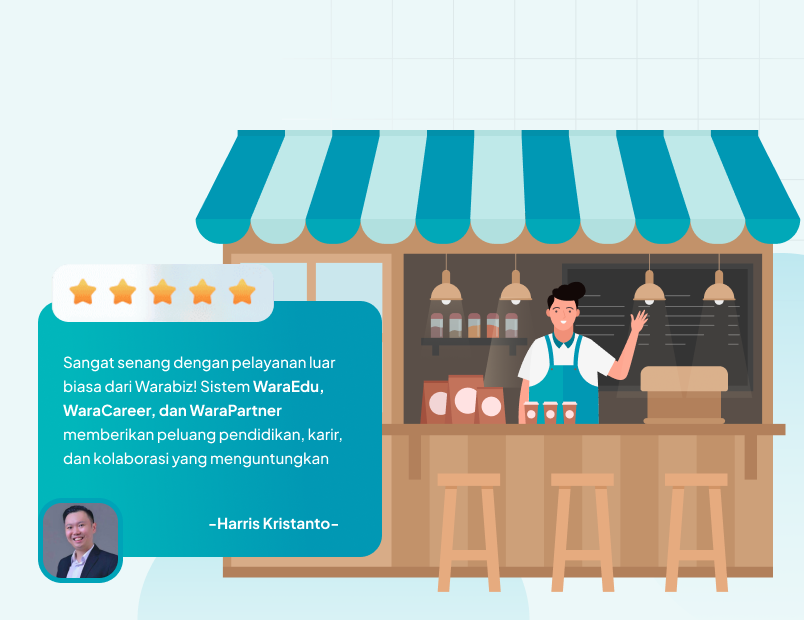 Sangat senang dengan pelayanan luar
biasa dari Warabiz! Sistem WaraEdu,
WaraCareer, dan WaraPartner
memberikan peluang pendidikan, karir,
dan kolaborasi yang menguntungkan
-Harris Kristanto-